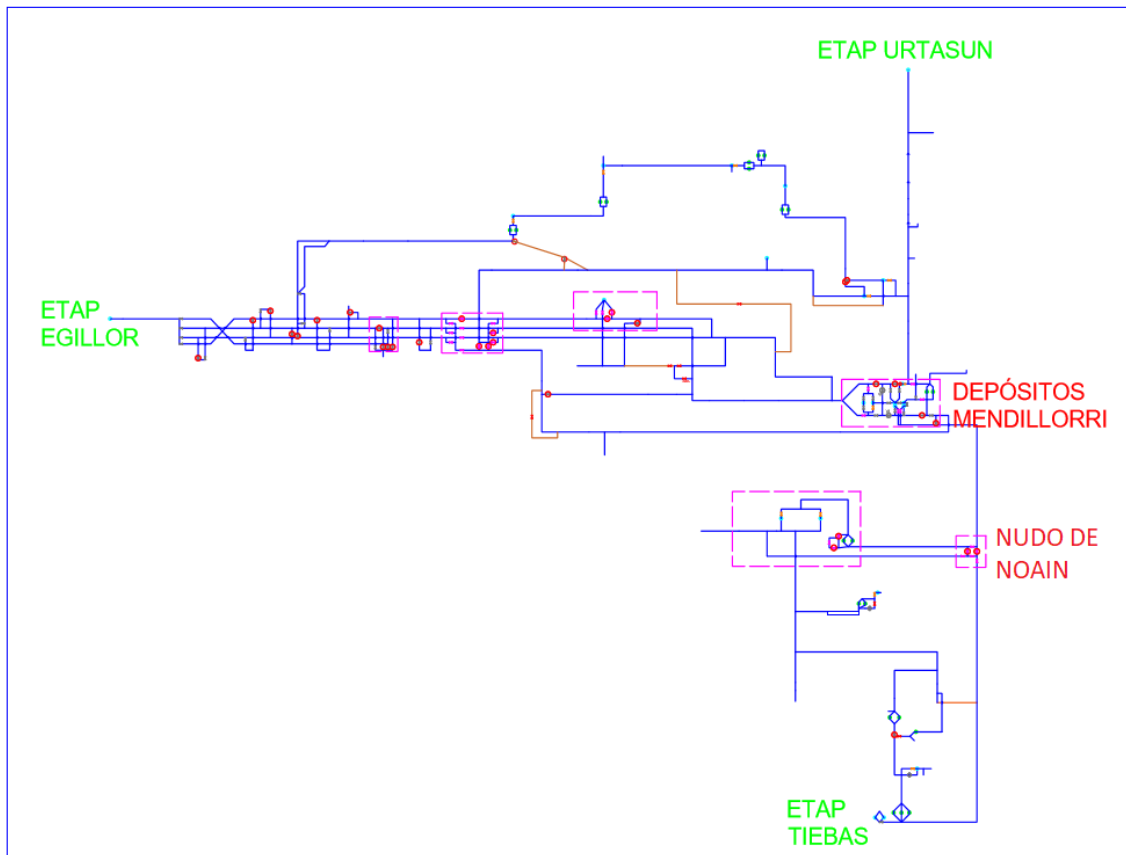 ETAP URTASUN
ETAP
EGILLOR
DEPÓSITOS
MENDILLORRI
NUDO DE
NOAIN
ETAP
TIEBAS